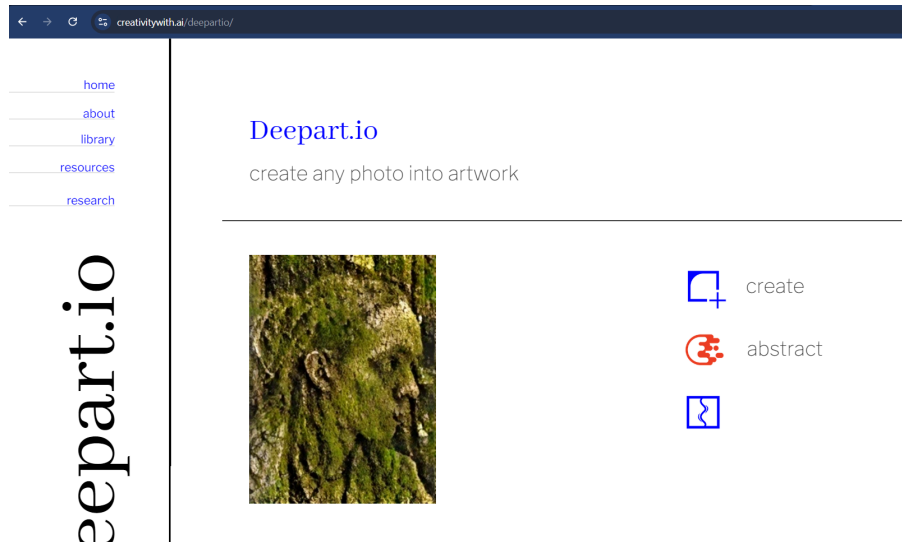 creativitywith.ai/deepartio/
home
about
library
resources
research
eepart.io
Deepart.io
create any photo into artwork
create
abstract